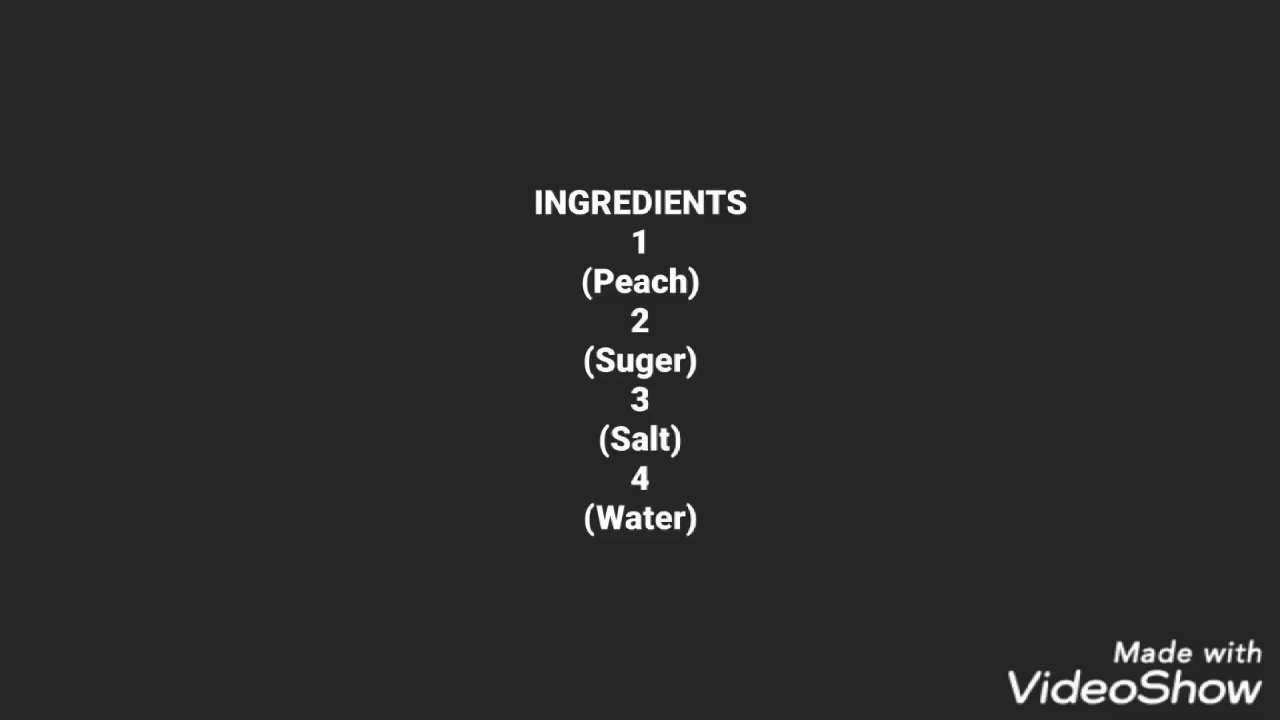 INGREDIENTS
1
(Peach)
2
(Suger)
3
(Salt)
4
(Water)
Made with
VideoShow